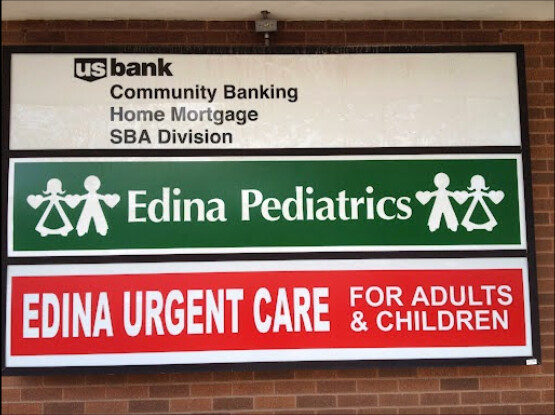 usbank
Community Banking
Home Mortgage
SBA Division
Edina Pediatrics
EDINA URGENT CARE FOR ADULTS
& CHILDREN